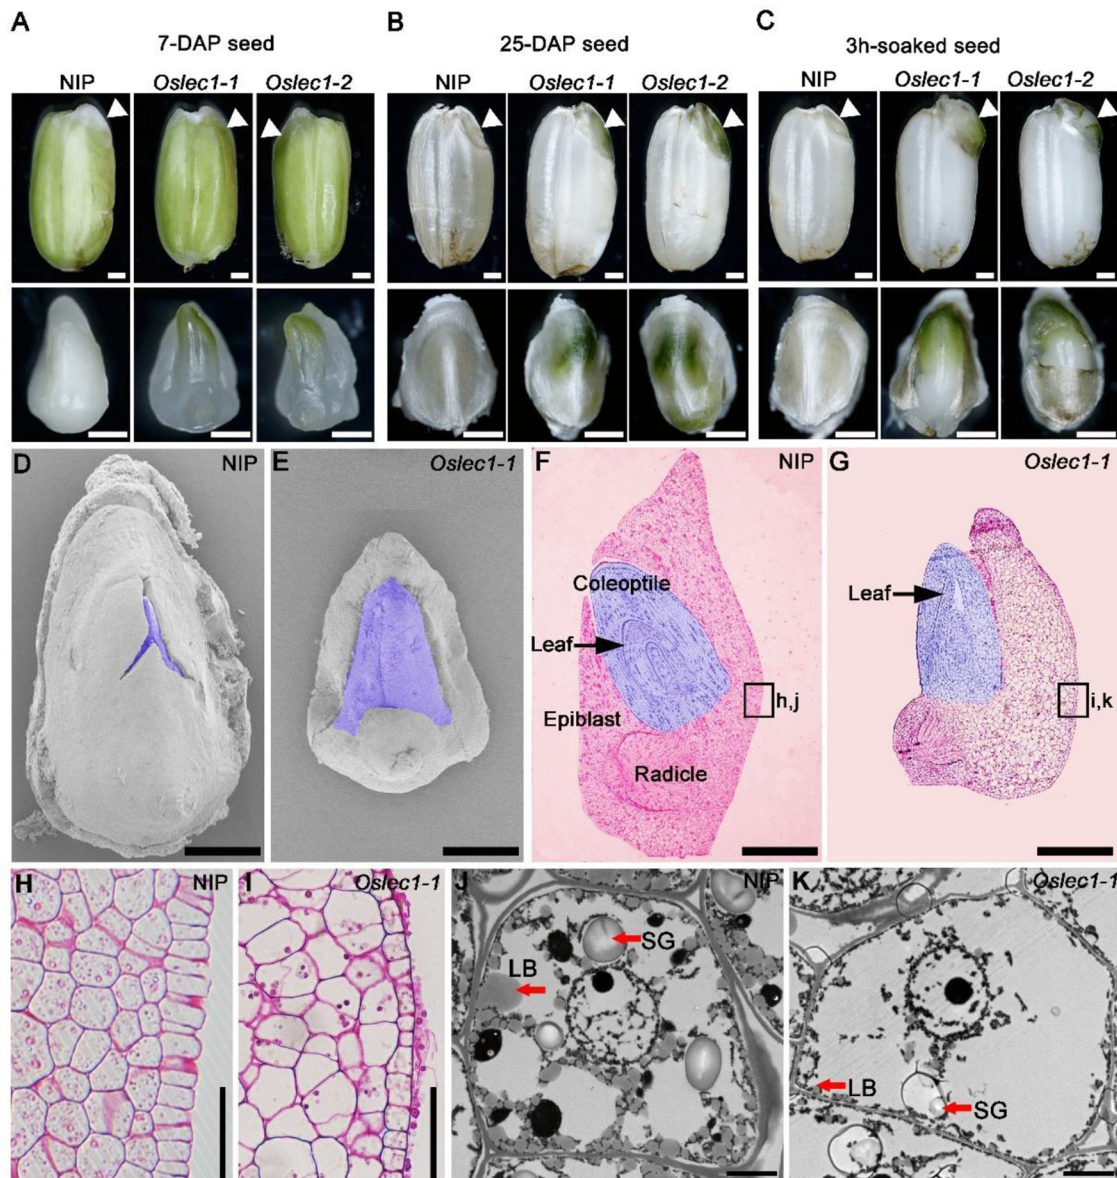 A
B
C
7-DAP seed
25-DAP seed
3h-soaked seed
NIP
Oslec1-1
Oslec1-2
NIP
Oslec1-1
Oslec1-2
NIP
Oslec1-1
Oslec1-2
D
NIP
E
Oslec1-1
F
NIP
G
Oslec1-1
Coleoptile
Leaf
Epiblast
Radicle
h,j
Leaf
i,k
H
NIP
I
Oslec1-1
J
NIP
SG
LB
K
Oslec1-1
LB
SG